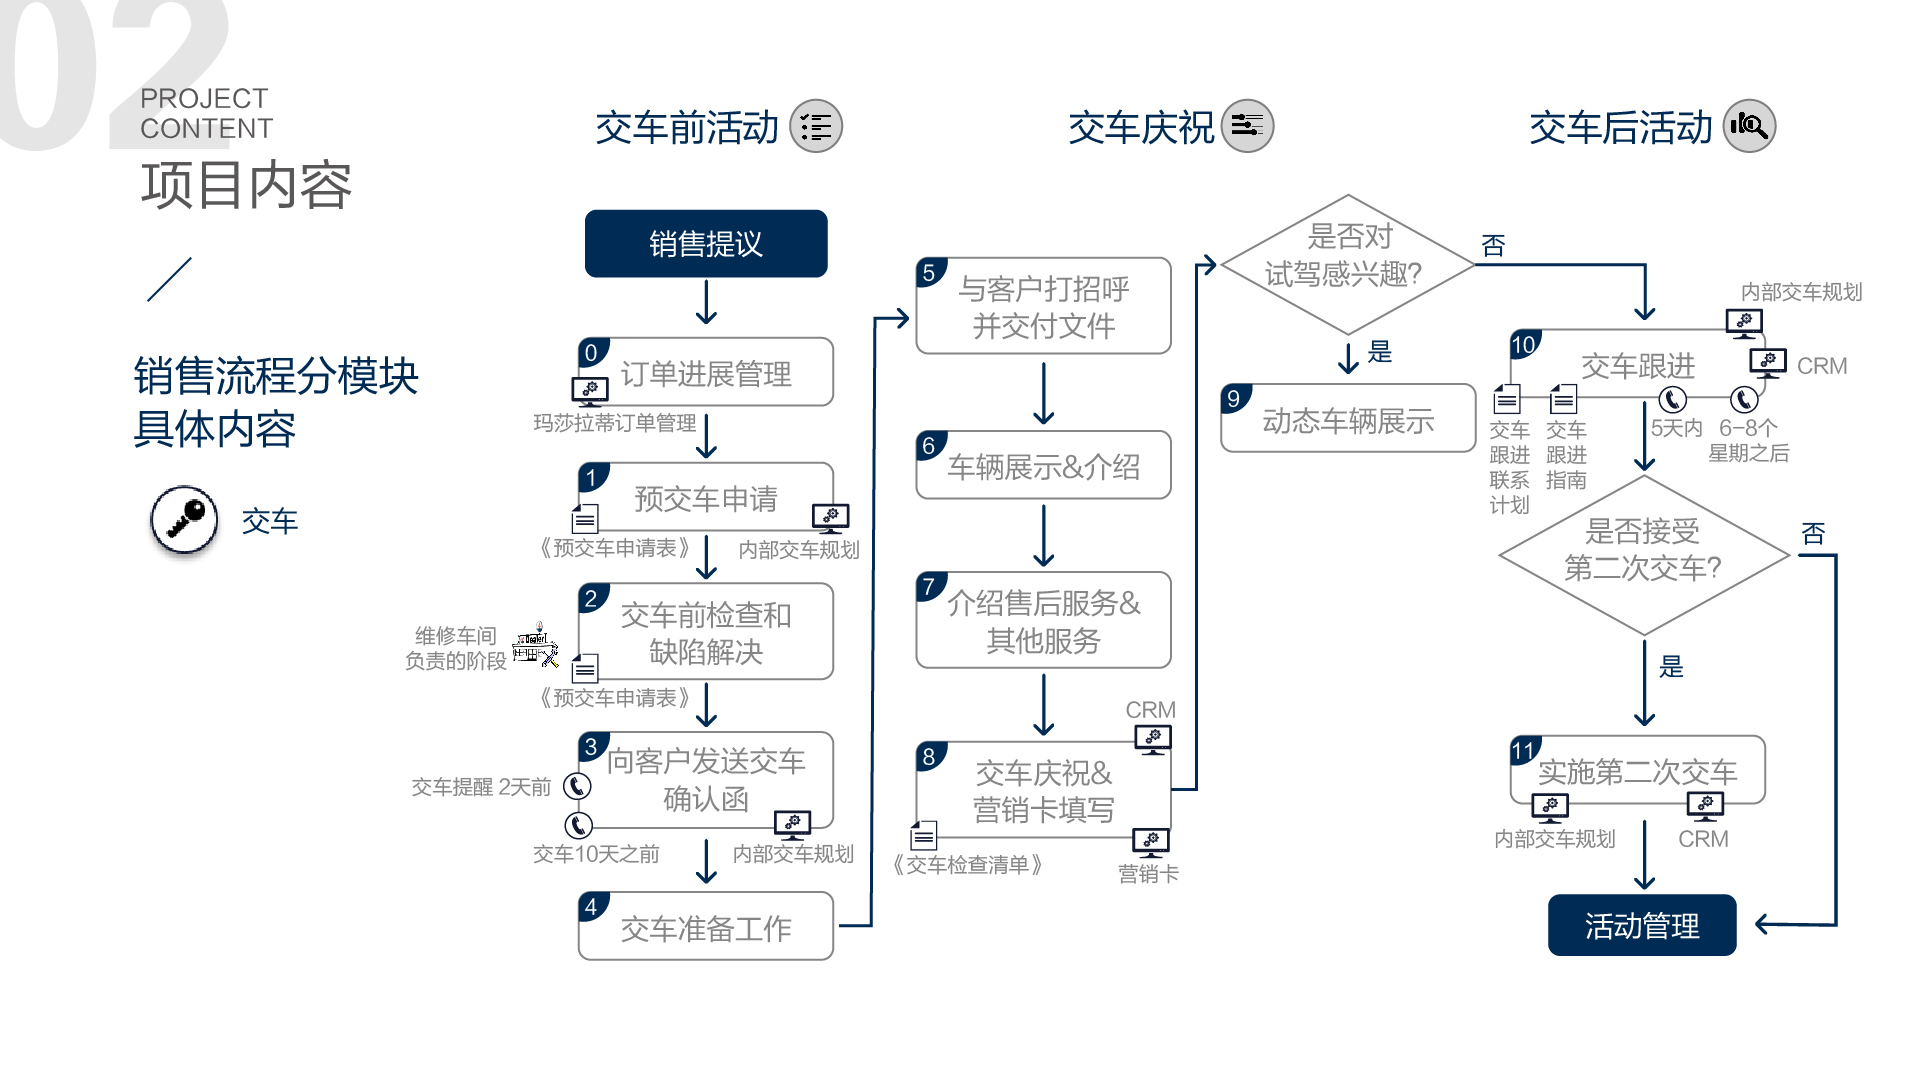 02
PROJECT
CONTENT
项目内容
销售流程分模块
具体内容
交车
交车前活动
销售提议
0
订单进展管理
玛莎拉蒂订单管理
1
预交车申请
《预交车申请表》
内部交车规划
2
交车前检查和
缺陷解决
维修车间
负责的阶段
Dealer
《预交车申请表》
3
向客户发送交车
确认函
交车提醒 2天前
交车10天之前
内部交车规划
4
交车准备工作
交车庆祝
5
与客户打招呼
并交付文件
6
车辆展示&介绍
7
介绍售后服务&
其他服务
CRM
8
交车庆祝&
营销卡填写
《交车检查清单》
营销卡
是否对
试驾感兴趣?
否
是
9
动态车辆展示
交车后活动
内部交车规划
10
交车跟进
CRM
交车
跟进
联系
计划
交车
跟进
指南
5天内
6-8个
星期之后
是否接受
第二次交车?
否
是
11
实施第二次交车
内部交车规划
CRM
活动管理